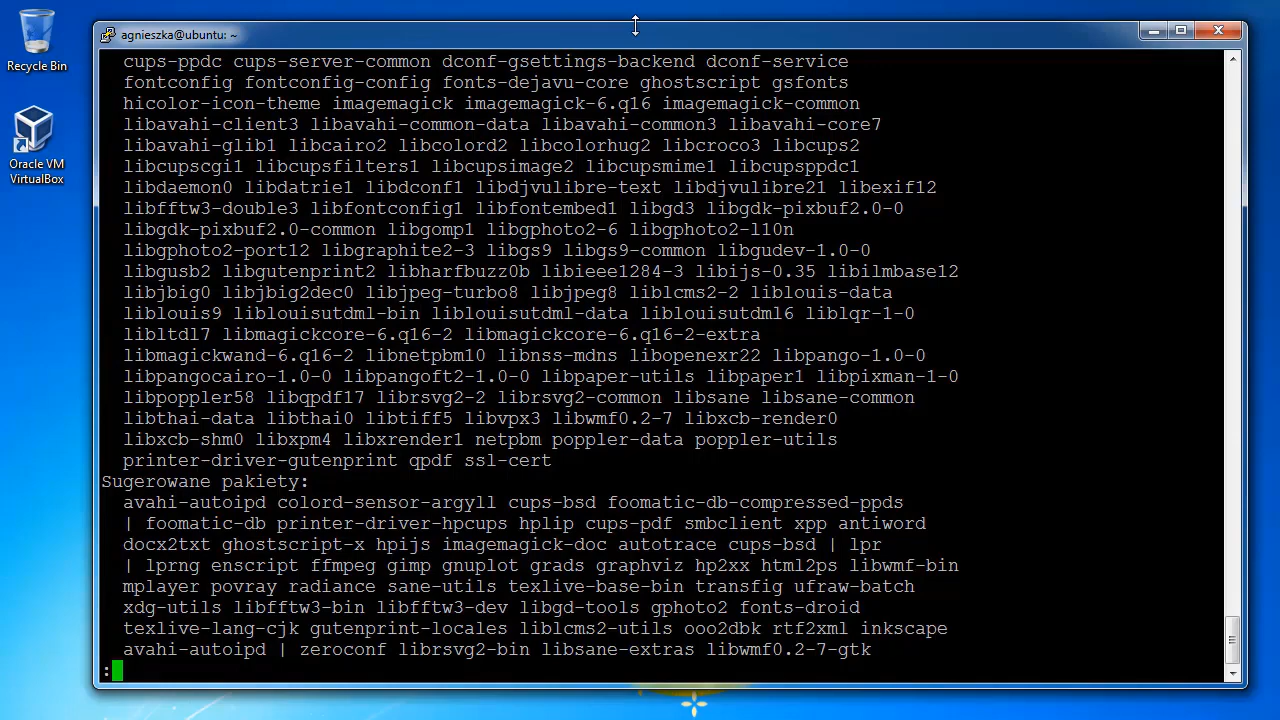 Recycle Bin
Oracle VM
VirtualBox
agnieszka@ubuntu: ~
cups-ppdc cups-server-common dconf-gsettings-backend dconf-service
fontconfig fontconfig-config fonts-dejavu-core ghostscript gsfonts
hicolor-icon-theme imagemagick imagemagick-6.q16 imagemagick-common
libavahi-client3 libavahi-common-data libavahi-common3 libavahi-core7
libavahi-glib1 libcairo2 libcolord2 libcolorhug2 libcroco3 libcups2
libcupscgi1 libcupsfilters1 libcupsimage2 libcupsmime1 libcupsppdc1
libdaemon0 libdatrie1 libdconf1 libdjvulibre-text libdjvulibre21 libexif12
libfftw3-double3 libfontconfig1 libfontembed1 libgd3 libgdk-pixbuf2.0-0
libgdk-pixbuf2.0-common libgomp1 libgphoto2-6 libgphoto2-l10n
libgphoto2-port12 libgraphite2-3 libgs9 libgs9-common libgudev-1.0-0
libgusb2 libgutenprint2 libharfbuzz0b libieee1284-3 libijs-0.35 libilmbase12
libjbig0 libjbig2dec0 libjpeg-turbo8 libjpeg8 liblcms2-2 liblouis-data
liblouis9 liblouisutdml-bin liblouisutdml-data liblouisutdml6 liblqr-1-0
libltdl7 libmagickcore-6.q16-2 libmagickcore-6.q16-2-extra
libmagickwand-6.q16-2 libnetpbm10 libnss-mdns libopenexr22 libpango-1.0-0
libpangocairo-1.0-0 libpangoft2-1.0-0 libpaper-utils libpaper1 libpixman-1-0
libpoppler58 libqpdf17 librsvg2-2 librsvg2-common libsane libsane-common
libthai-data libthai0 libtiff5 libvpx3 libwmf0.2-7 libxcb-render0
libxcb-shm0 libxpm4 libxrender1 netpbm poppler-data poppler-utils
printer-driver-gutenprint qpdf ssl-cert
Sugerowane pakiety:
avahi-autoipd colord-sensor-argyll cups-bsd foomatic-db-compressed-ppds
| foomatic-db printer-driver-hpcups hplip cups-pdf smbclient xpp antiword
docx2txt ghostscript-x hpijs imagemagick-doc autotrace cups-bsd | lpr
| lprng enscript ffmpeg gimp gnuplot grads graphviz hp2xx html2ps libwmf-bin
mplayer povray radiance sane-utils texlive-base-bin transfig ufraw-batch
xdg-utils libfftw3-bin libfftw3-dev libgd-tools gphoto2 fonts-droid
texlive-lang-cjk gutenprint-locales liblcms2-utils ooo2dbk rtf2xml inkscape
avahi-autoipd | zeroconf librsvg2-bin libsane-extras libwmf0.2-7-gtk
: